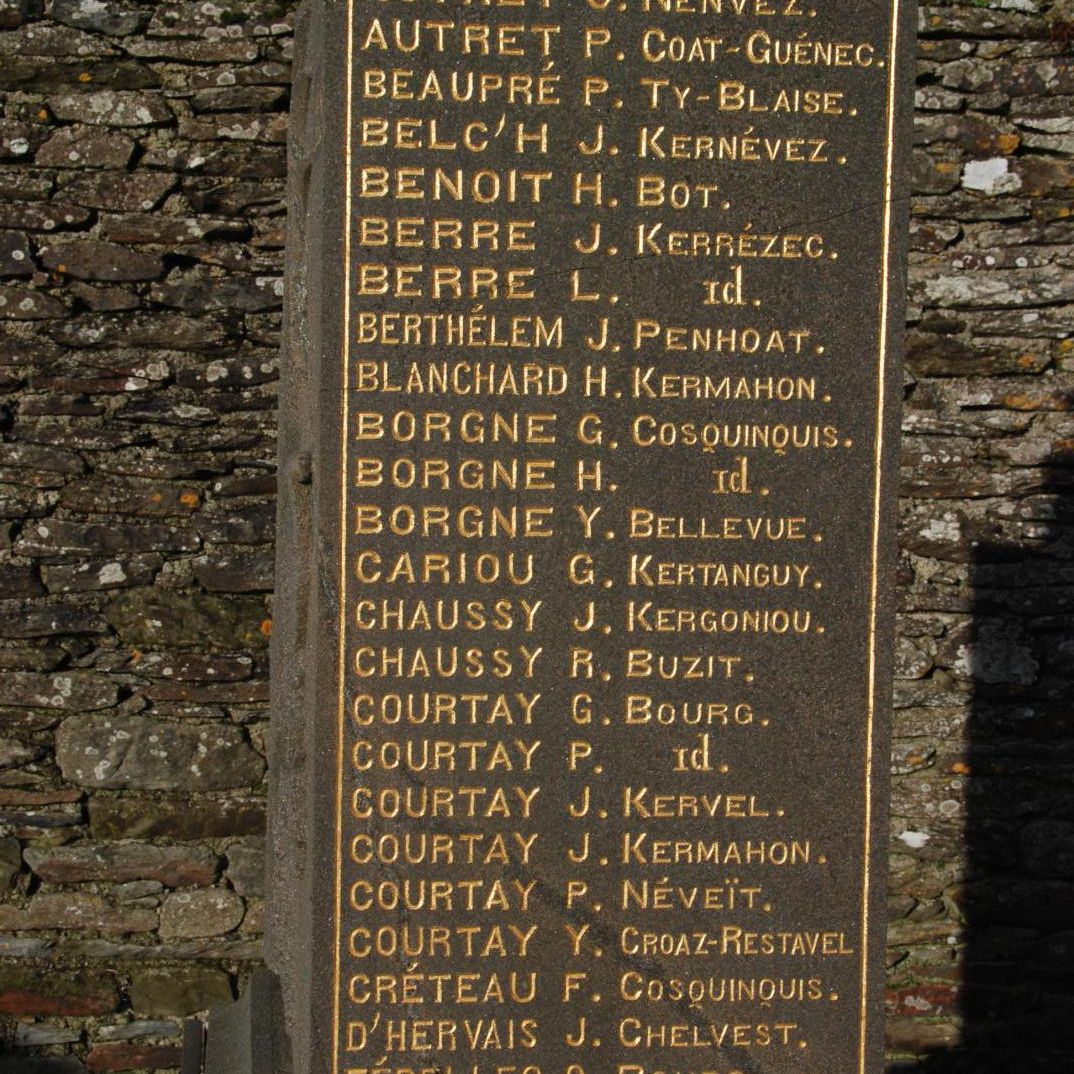 NENVEZ.
AUTRET P. COAT-GUÉNEC.
BEAUPRÉ P. TY-BLAISE.
BELC'H J. KERNÉVEZ.
BENOIT H. BOT.
BERRE J. KERRÉZEC.
BERRE L. id.
BERTHÉLEM J. PENHOAT.
BLANCHARD H. KERMAHON.
BORGNE G. COSQUINQUIS.
BORGNE H. id.
BORGNE Y. BELLEVUE.
CARIOU G. KERTANGUY.
CHAUSSY J. KERGONIOU.
CHAUSSY R. BUZIT.
COURTAY G. BOURG.
COURTAY P. id.
COURTAY J. KERVEL.
COURTAY J. KERMAHON.
COURTAY P. NÉVEÏT.
COURTAY Y. CROAZ-RESTAVEL
CRÉTEAU F. COSQUINQUIS.
D'HERVAIS J. CHELVEST.